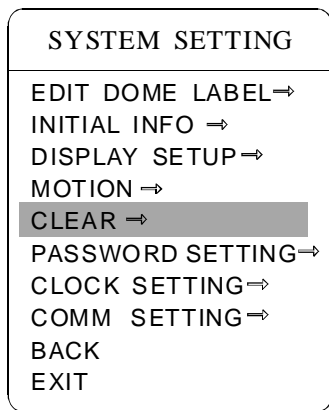 SYSTEM SETTING
EDIT DOME LABEL⇒
INITIAL INFO ⇒
DISPLAY SETUP⇒
MOTION ⇒
CLEAR ⇒
PASSWORD SETTING⇒
CLOCK SETTING⇒
COMM SETTING⇒
BACK
EXIT